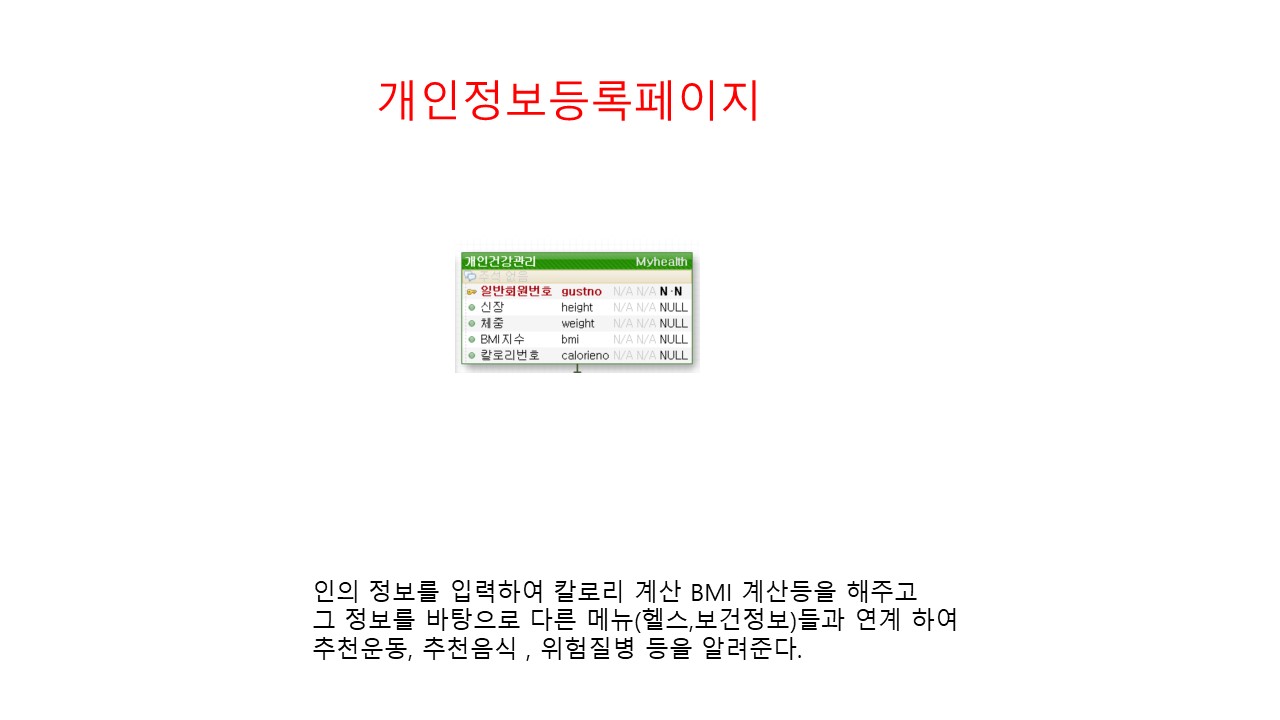 개인정보등록페이지
개인건강관리 Myhealth
주석 없음
일반회원번호 gustno N/A N/A N-N
신장 height N/A N/A NULL
체중 weight N/A N/A NULL
BMI지수 bmi N/A N/A NULL
칼로리번호 calorieno N/A N/A NULL
인의 정보를 입력하여 칼로리 계산 BMI 계산등을 해주고
그 정보를 바탕으로 다른 메뉴(헬스,보건정보)들과 연계 하여
추천운동, 추천음식 , 위험질병 등을 알려준다.